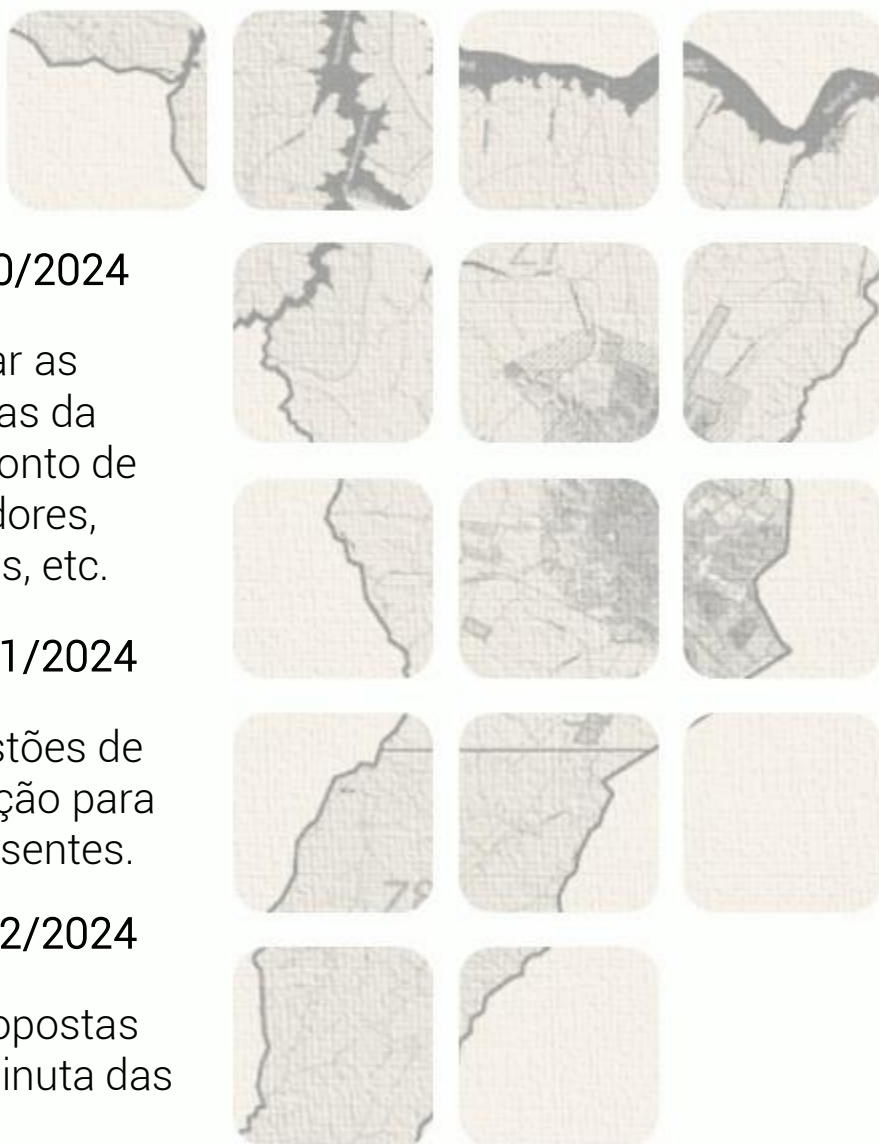 0/2024
ar as
as da
onto de
dores,
s, etc.
1/2024
stões de
ção para
sentes.
2/2024
opostas
inuta das